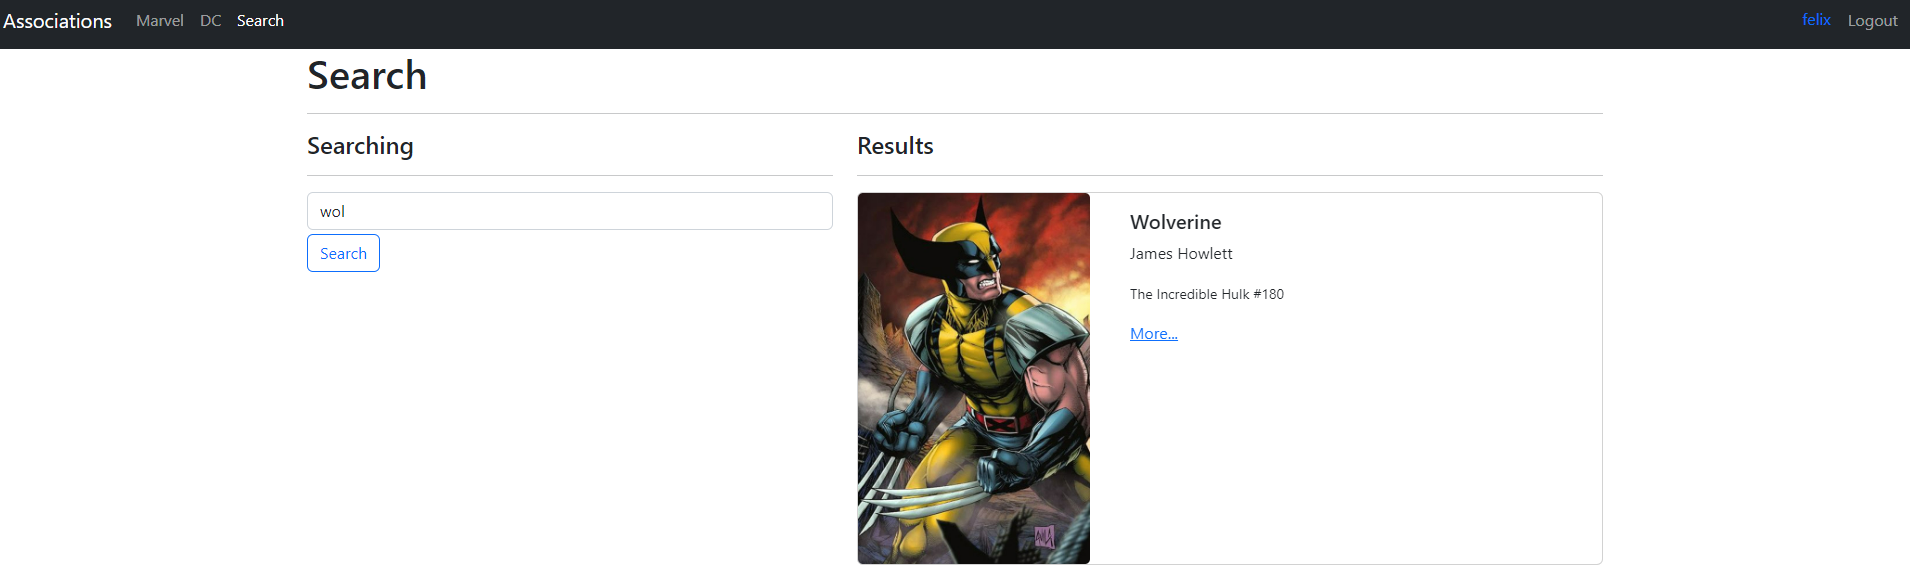 Associations Marvel DC Search felix Logout
Search
Searching
wol
Search
Results
Wolverine
James Howlett
The Incredible Hulk #180
More...
AVILA